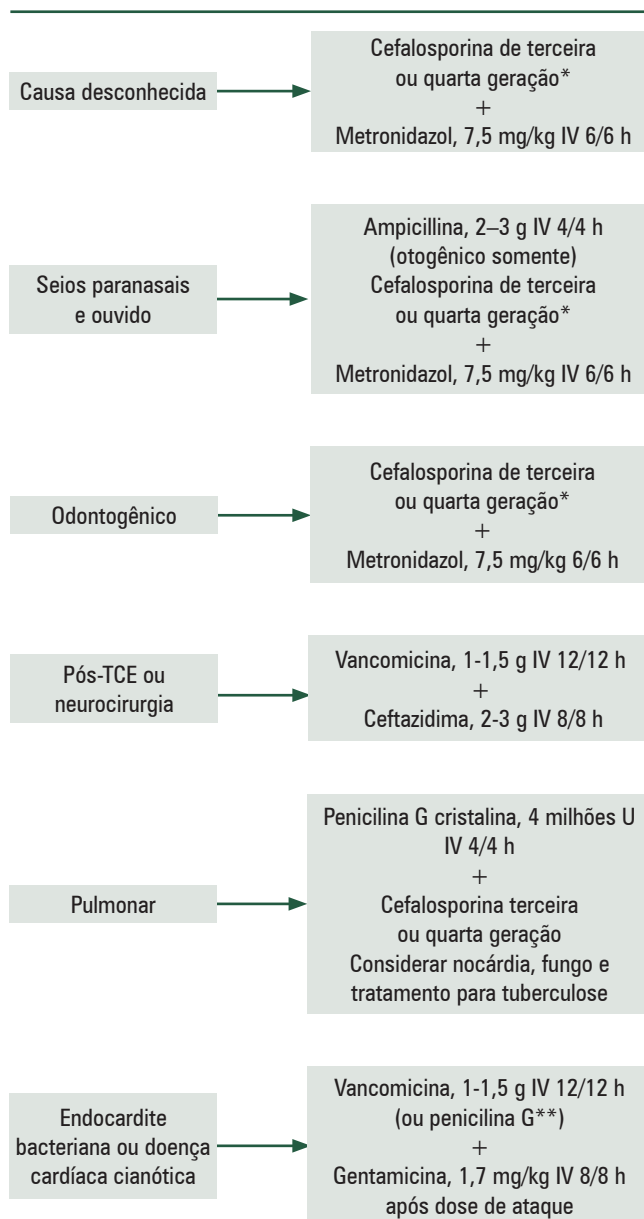 Causa desconhecida
Cefalosporina de terceira
ou quarta geração*
+
Metronidazol, 7,5 mg/kg IV 6/6 h
Seios paranasais
e ouvido
Ampicillina, 2–3 g IV 4/4 h
(otogênico somente)
Cefalosporina de terceira
ou quarta geração*
+
Metronidazol, 7,5 mg/kg IV 6/6 h
Odontogênico
Cefalosporina de terceira
ou quarta geração*
+
Metronidazol, 7,5 mg/kg 6/6 h
Pós-TCE ou
neurocirurgia
Vancomicina, 1-1,5 g IV 12/12 h
+
Ceftazidima, 2-3 g IV 8/8 h
Pulmonar
Penicilina G cristalina, 4 milhões U
IV 4/4 h
+
Cefalosporina terceira
ou quarta geração
Considerar nocárdia, fungo e
tratamento para tuberculose
Endocardite
bacteriana ou doença
cardíaca cianótica
Vancomicina, 1-1,5 g IV 12/12 h
(ou penicilina G**)
+
Gentamicina, 1,7 mg/kg IV 8/8 h
após dose de ataque